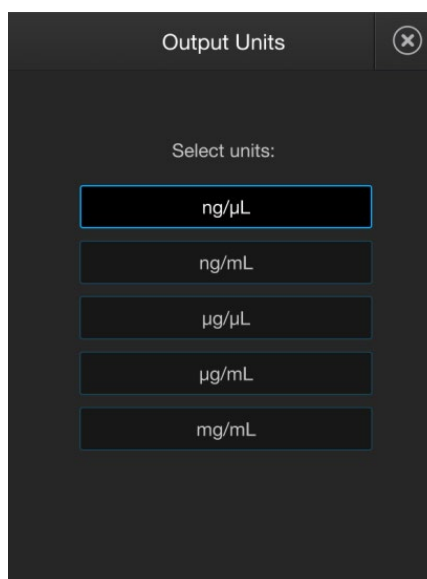 Output Units
Select units:
ng/µL
ng/mL
µg/µL
µg/mL
mg/mL